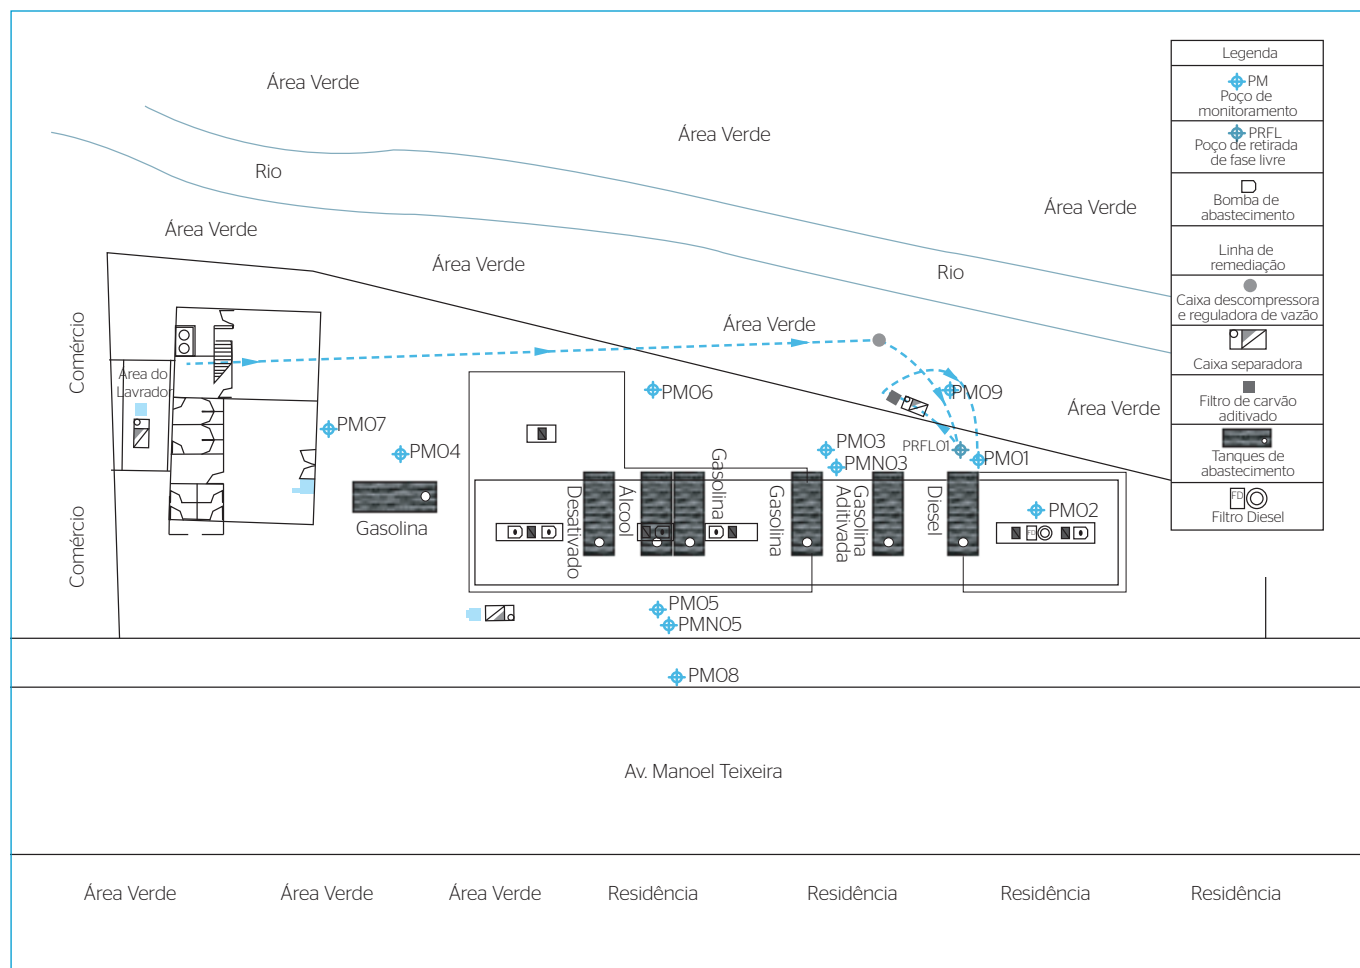 Área Verde
Área Verde
Rio
Área Verde
Área Verde
Área Verde
Rio
Área Verde
Comércio
Área do
Lavrador
Área Verde
PM06
PM09
PM07
PM04
PM03
PMN03
PRFL01
PM01
PM02
Gasolina
Desativado
Álcool
Gasolina
Gasolina
Gasolina
Aditivada
Diesel
FD
Comércio
PM05
PMN05
PM08
Av. Manoel Teixeira
Área Verde
Área Verde
Área Verde
Residência
Residência
Residência
Residência
Legenda
PM
Poço de
monitoramento
PRFL
Poço de retirada
de fase livre
Bomba de
abastecimento
Linha de
remediação
Caixa descompressora
e reguladora de vazão
Caixa separadora
Filtro de carvão
aditivado
Tanques de
abastecimento
FD
Filtro Diesel